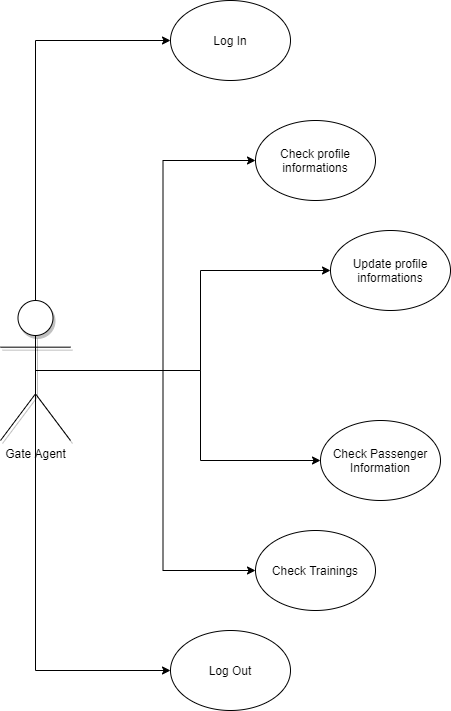 Log In
Check profile
informations
Update profile
informations
Gate Agent
Check Passenger
Information
Check Trainings
Log Out